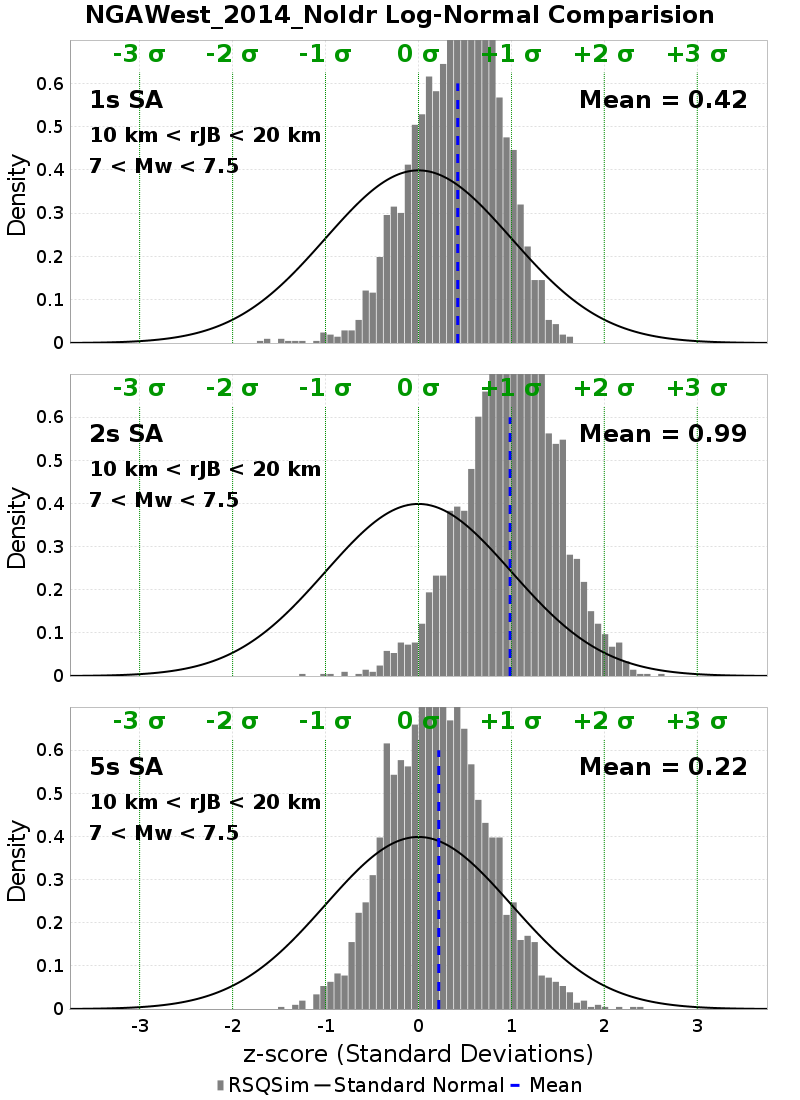 NGAWest_2014_NoIdr Log-Normal Comparision
-3 σ -2 σ -1 σ 0 σ +1 σ +2 σ +3 σ
0.6
1s SA Mean = 0.42
0.5
10 km < rJB < 20 km
0.4
7 < Mw < 7.5
Density
0.3
0.2
0.1
0
-3 σ -2 σ -1 σ 0 σ +1 σ +2 σ +3 σ
0.6
2s SA Mean = 0.99
0.5
10 km < rJB < 20 km
0.4
7 < Mw < 7.5
Density
0.3
0.2
0.1
0
-3 σ -2 σ -1 σ 0 σ +1 σ +2 σ +3 σ
0.6
5s SA Mean = 0.22
0.5
10 km < rJB < 20 km
0.4
7 < Mw < 7.5
Density
0.3
0.2
0.1
0
-3 -2 -1 0 1 2 3
z-score (Standard Deviations)
RSQSim Standard Normal Mean